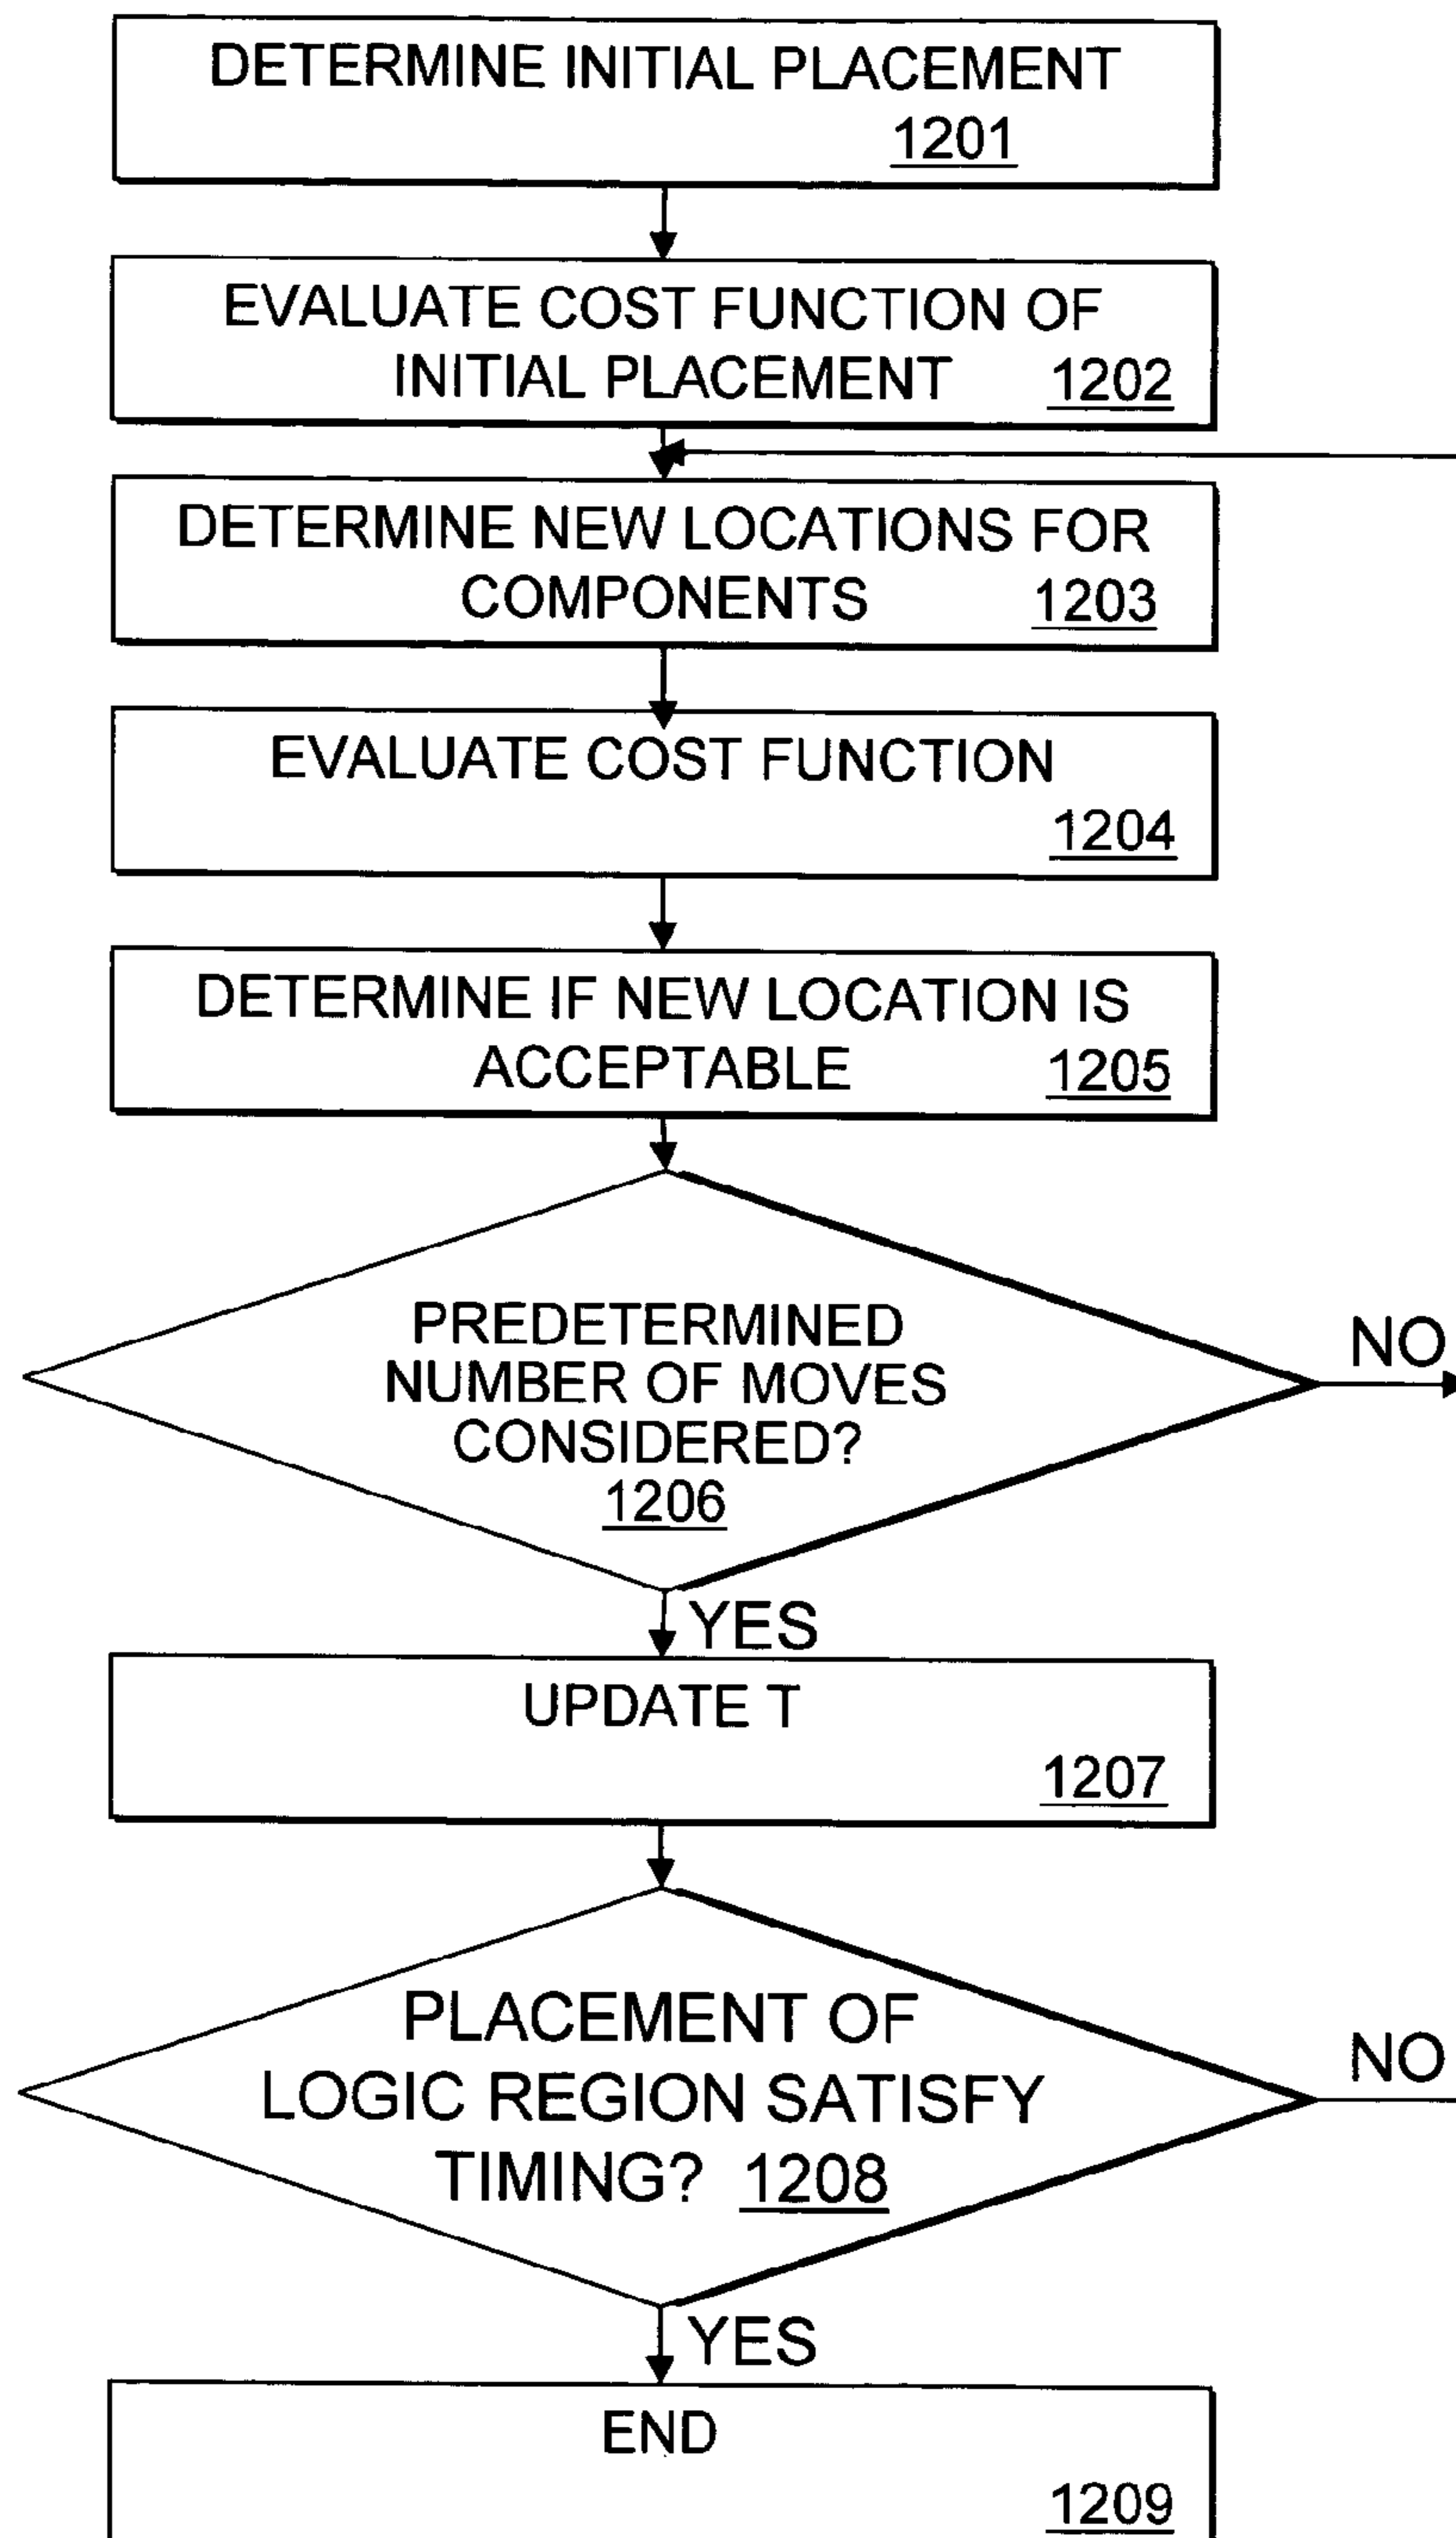 DETERMINE INITIAL PLACEMENT
1201
EVALUATE COST FUNCTION OF
INITIAL PLACEMENT 1202
DETERMINE NEW LOCATIONS FOR
COMPONENTS 1203
EVALUATE COST FUNCTION
1204
DETERMINE IF NEW LOCATION IS
ACCEPTABLE 1205
PREDETERMINED
NUMBER OF MOVES
CONSIDERED?
1206
NO
YES
UPDATE T
1207
PLACEMENT OF
LOGIC REGION SATISFY
TIMING? 1208
NO
YES
END
1209